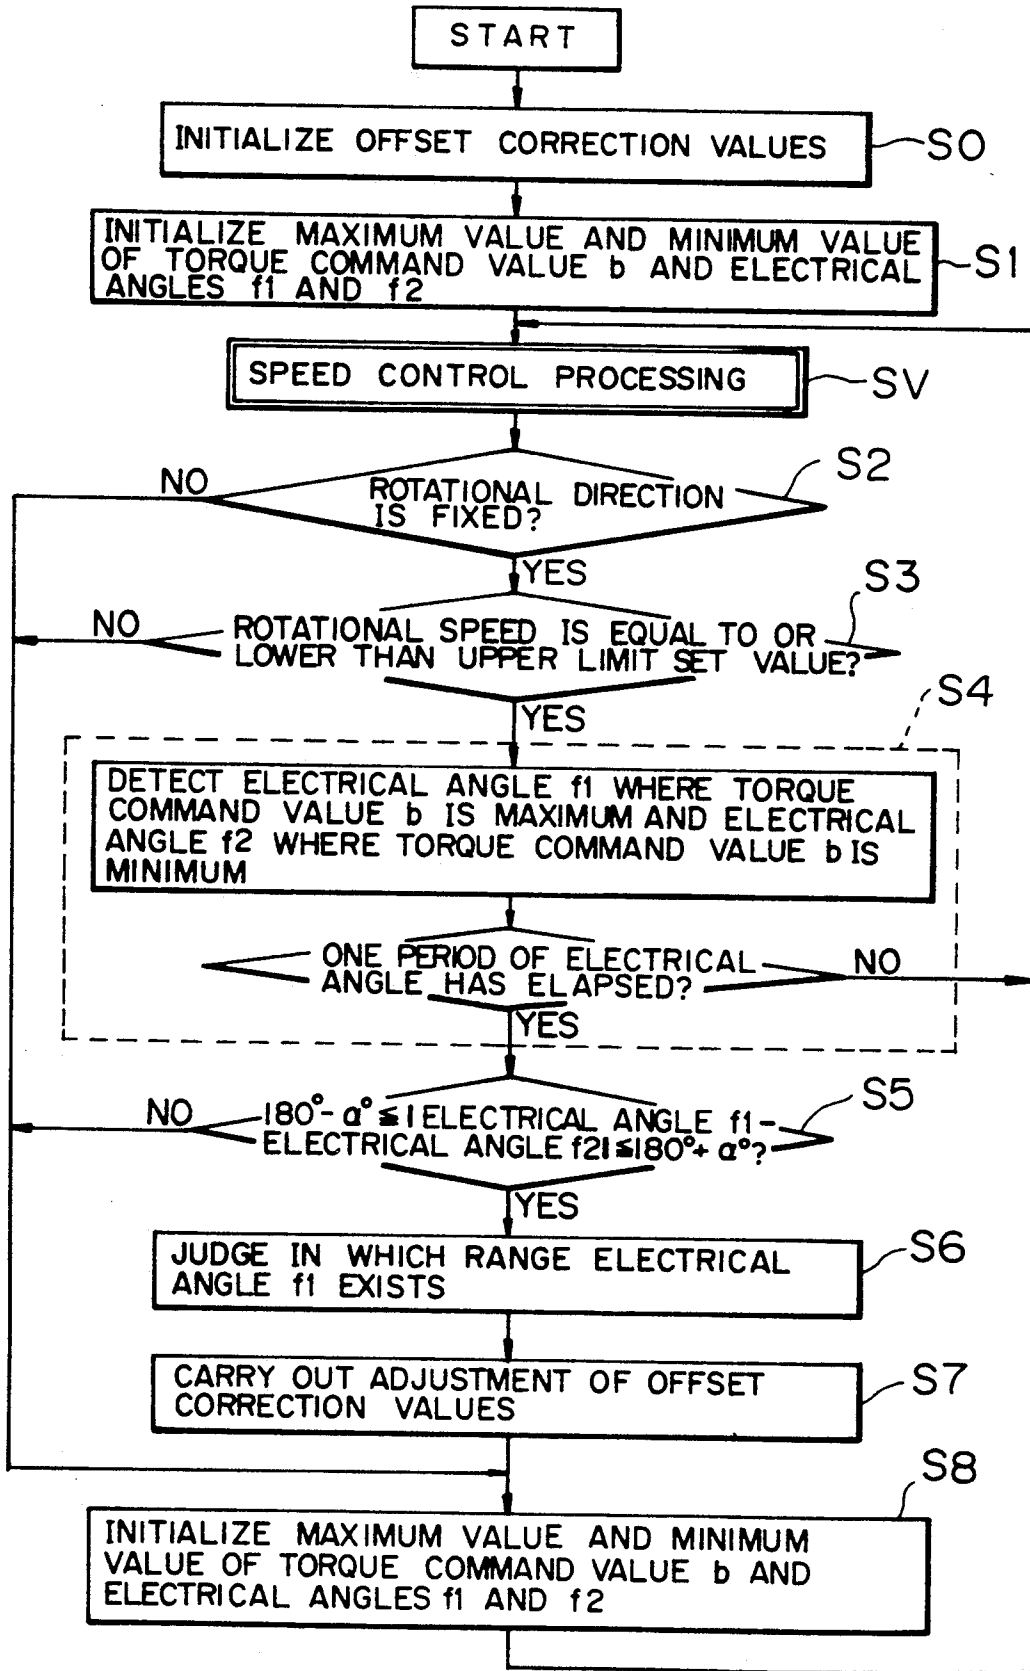 START
INITIALIZE OFFSET CORRECTION VALUES
S0
INITIALIZE MAXIMUM VALUE AND MINIMUM VALUE
OF TORQUE COMMAND VALUE b AND ELECTRICAL
ANGLES f1 AND f2
S1
SPEED CONTROL PROCESSING
SV
S2
NO
ROTATIONAL DIRECTION
IS FIXED?
YES
S3
NO
ROTATIONAL SPEED IS EQUAL TO OR
LOWER THAN UPPER LIMIT SET VALUE?
YES
S4
DETECT ELECTRICAL ANGLE f1 WHERE TORQUE
COMMAND VALUE b IS MAXIMUM AND ELECTRICAL
ANGLE f2 WHERE TORQUE COMMAND VALUE b IS
MINIMUM
ONE PERIOD OF ELECTRICAL
ANGLE HAS ELAPSED?
NO
YES
S5
NO
180°- α° ≦ | ELECTRICAL ANGLE f1 -
ELECTRICAL ANGLE f2| ≦ 180°+ α°?
YES
S6
JUDGE IN WHICH RANGE ELECTRICAL
ANGLE f1 EXISTS
S7
CARRY OUT ADJUSTMENT OF OFFSET
CORRECTION VALUES
S8
INITIALIZE MAXIMUM VALUE AND MINIMUM
VALUE OF TORQUE COMMAND VALUE b AND
ELECTRICAL ANGLES f1 AND f2